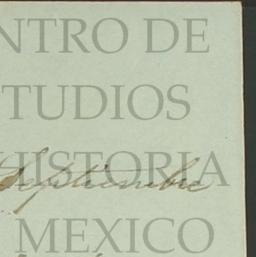 NTRO DE
TUDIOS
HISTORIA
Septiembre
MEXICO